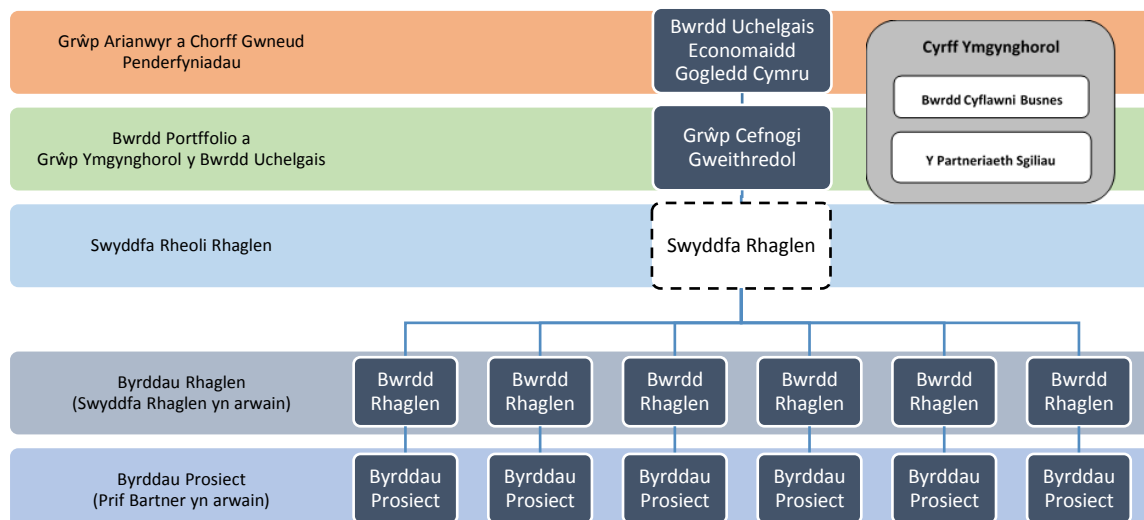 Grŵp Arianwyr a Chorff Gwneud
Penderfyniadau
Bwrdd Uchelgais
Economaidd
Gogledd Cymru
Cyrff Ymgynghorol
Bwrdd Cyflawni Busnes
Y Partneriaeth Sgiliau
Bwrdd Portffolio a
Grŵp Ymgynghorol y Bwrdd Uchelgais
Grŵp Cefnogi
Gweithredol
Swyddfa Rheoli Rhaglen
Swyddfa Rhaglen
Byrddau Rhaglen
(Swyddfa Rhaglen yn arwain)
Bwrdd
Rhaglen
Bwrdd
Rhaglen
Bwrdd
Rhaglen
Bwrdd
Rhaglen
Bwrdd
Rhaglen
Bwrdd
Rhaglen
Byrddau Prosiect
(Prif Bartner yn arwain)
Byrddau
Prosiect
Byrddau
Prosiect
Byrddau
Prosiect
Byrddau
Prosiect
Byrddau
Prosiect
Byrddau
Prosiect